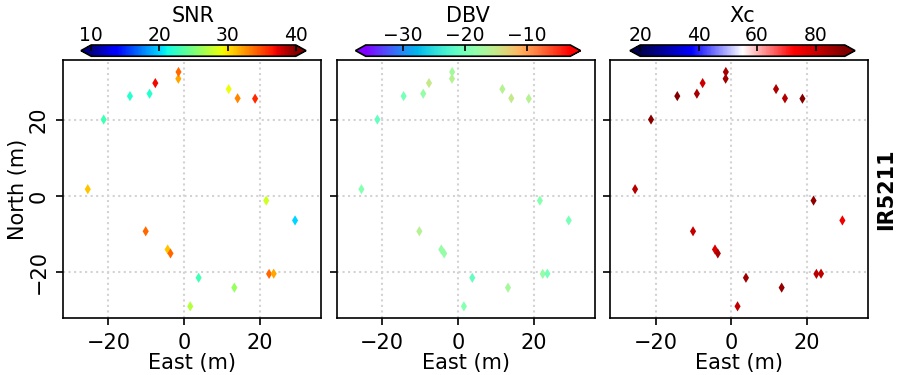 SNR DBV Xc
10 20 30 40 −30 −20 −10 20 40 60 80
20
0
−20
North (m)
−20 0 20 −20 0 20 −20 0 20
East (m) East (m) East (m)
IR5211